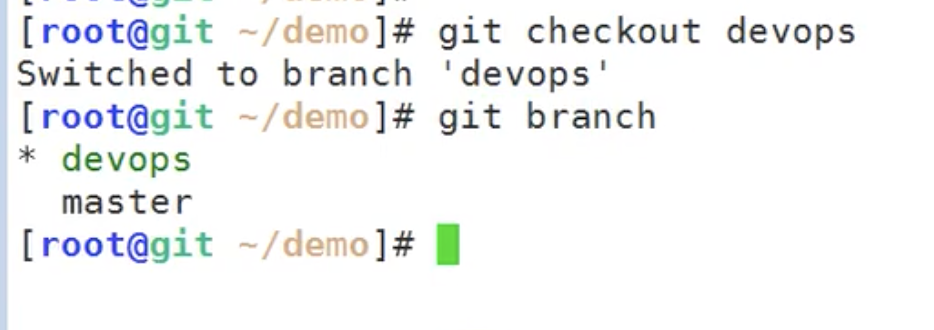 [root@git ~/demo]# git checkout devops
Switched to branch 'devops'
[root@git ~/demo]# git branch
* devops
  master
[root@git ~/demo]#